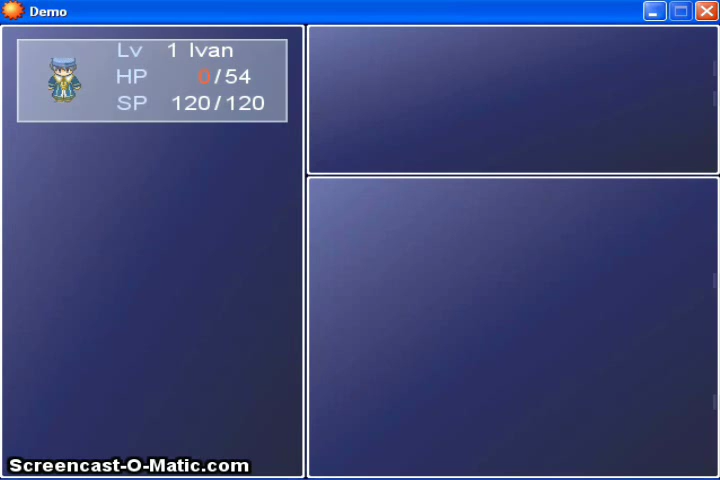 Demo
Lv 1 Ivan
HP 0/54
SP 120/120
Screencast-O-Matic.com